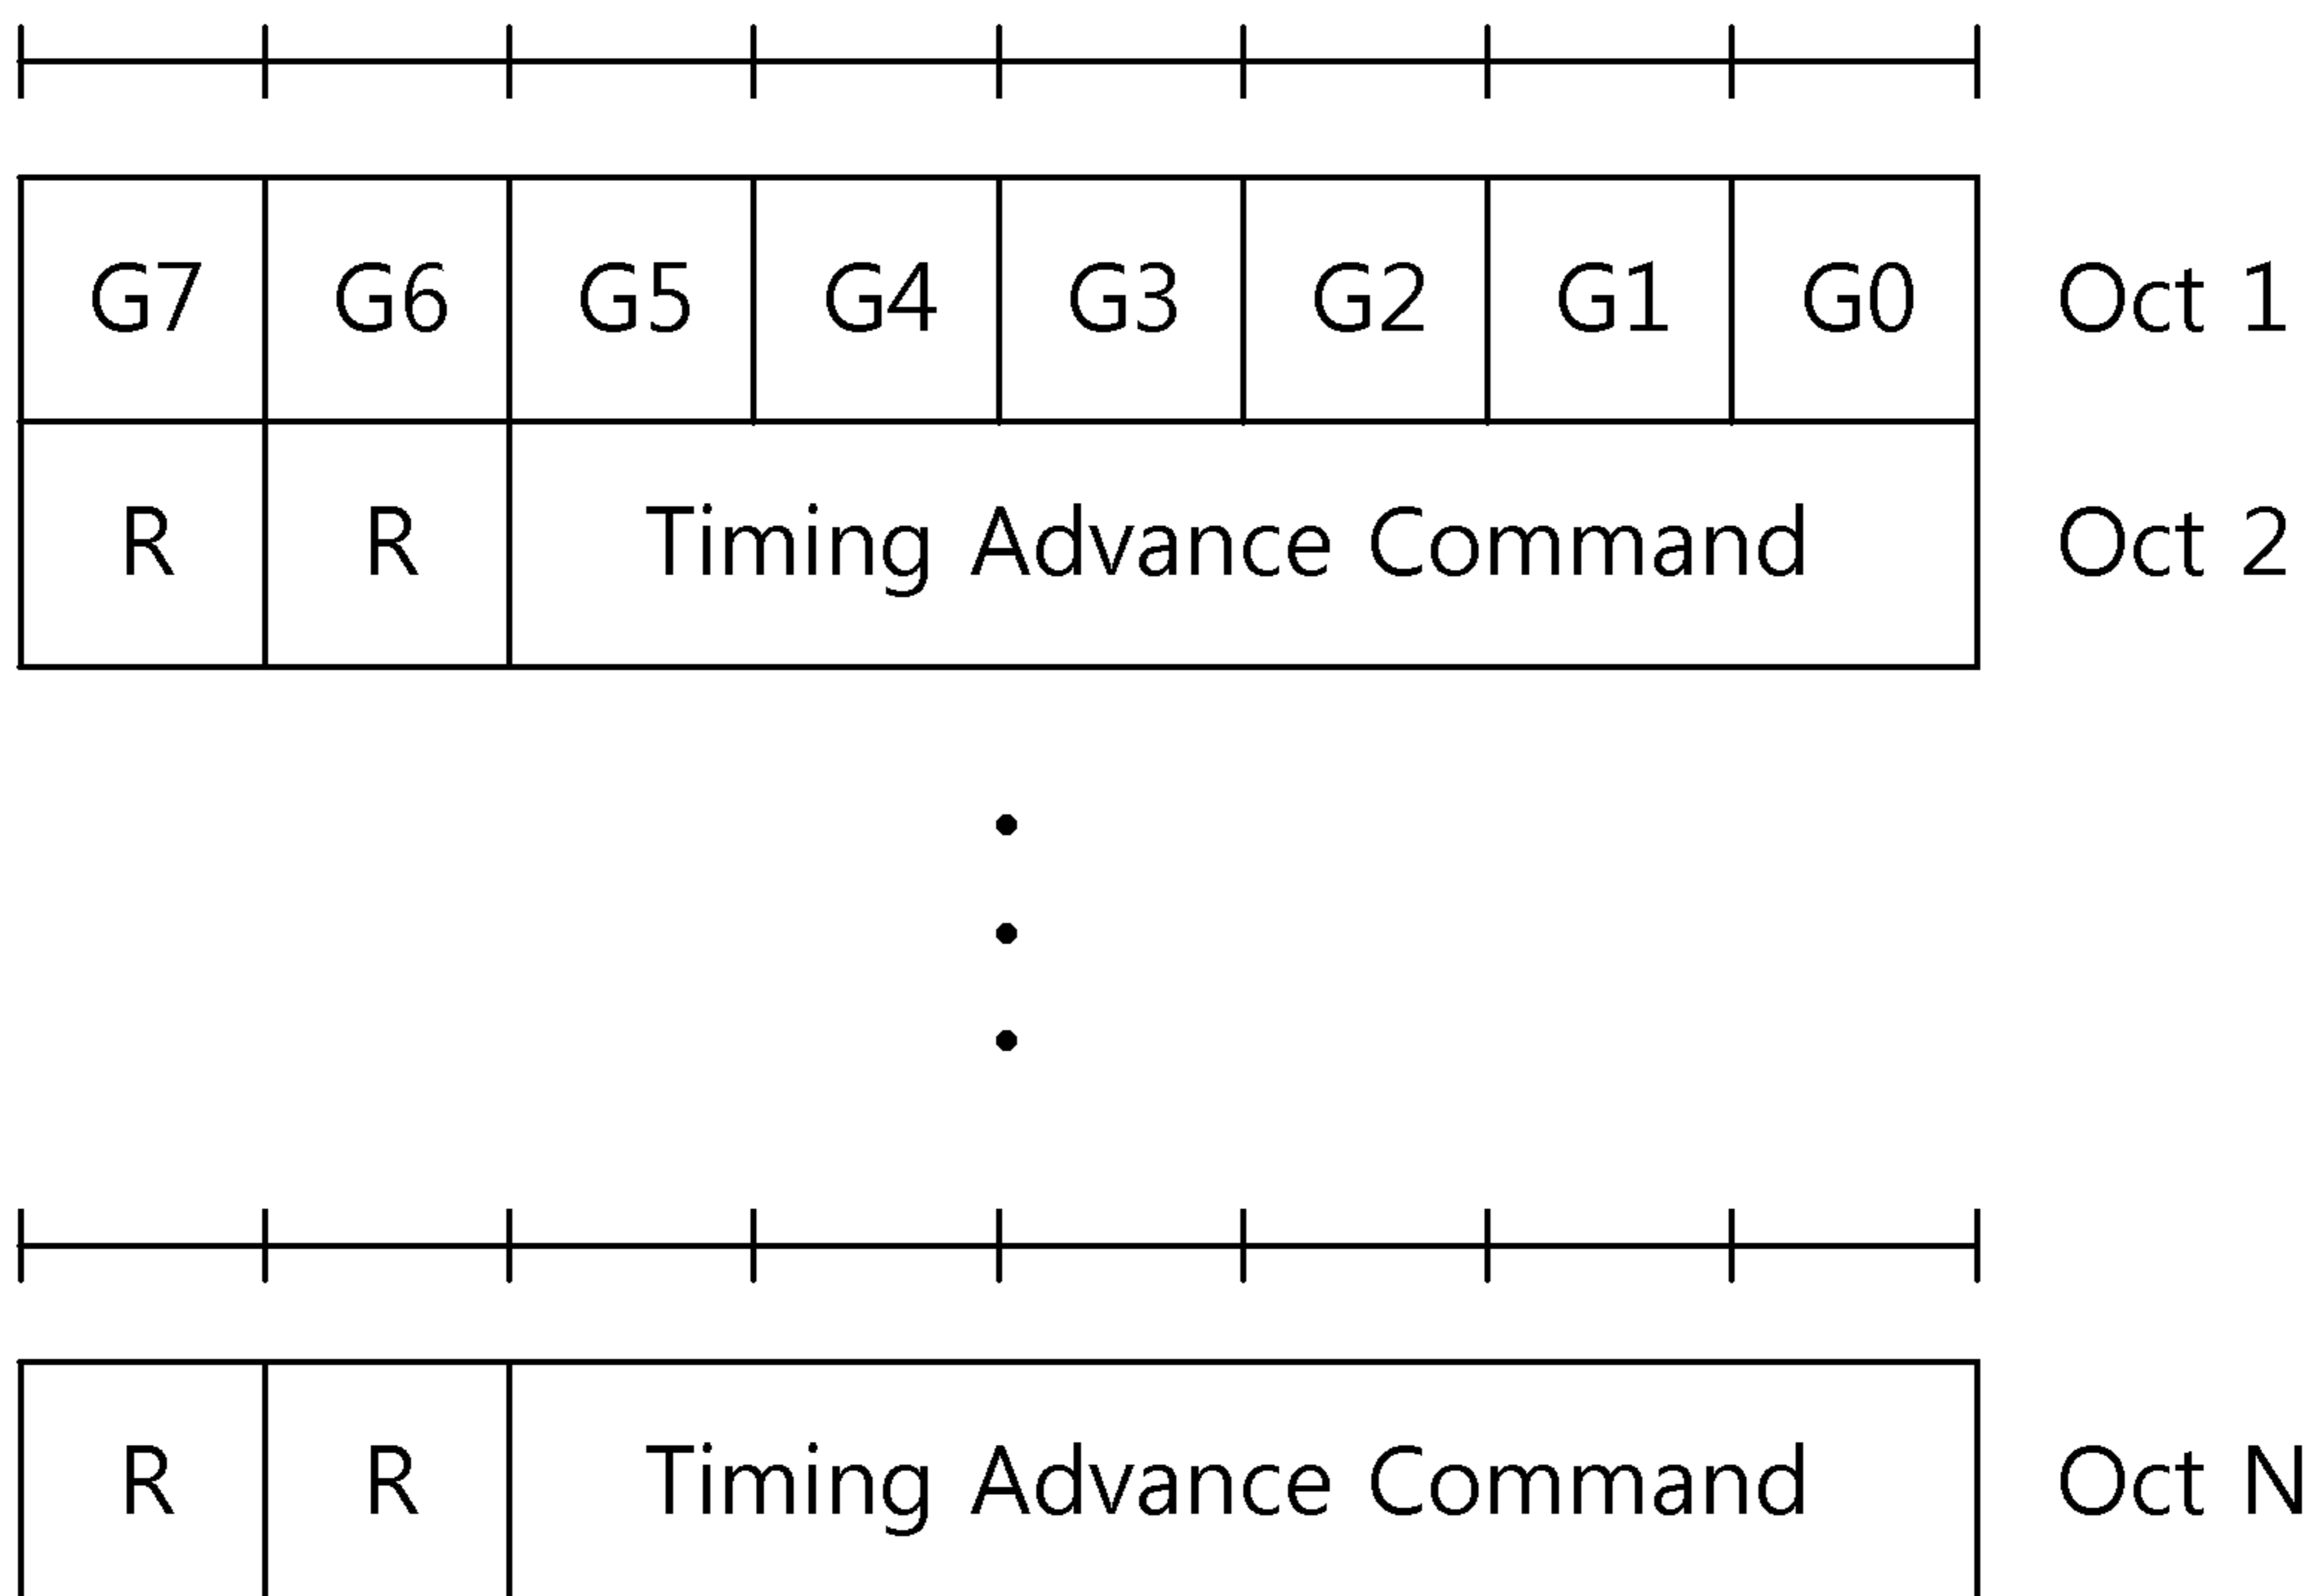 G7 G6 G5 G4 G3 G2 G1 G0 Oct 1
R R Timing Advance Command Oct 2
R R Timing Advance Command Oct N